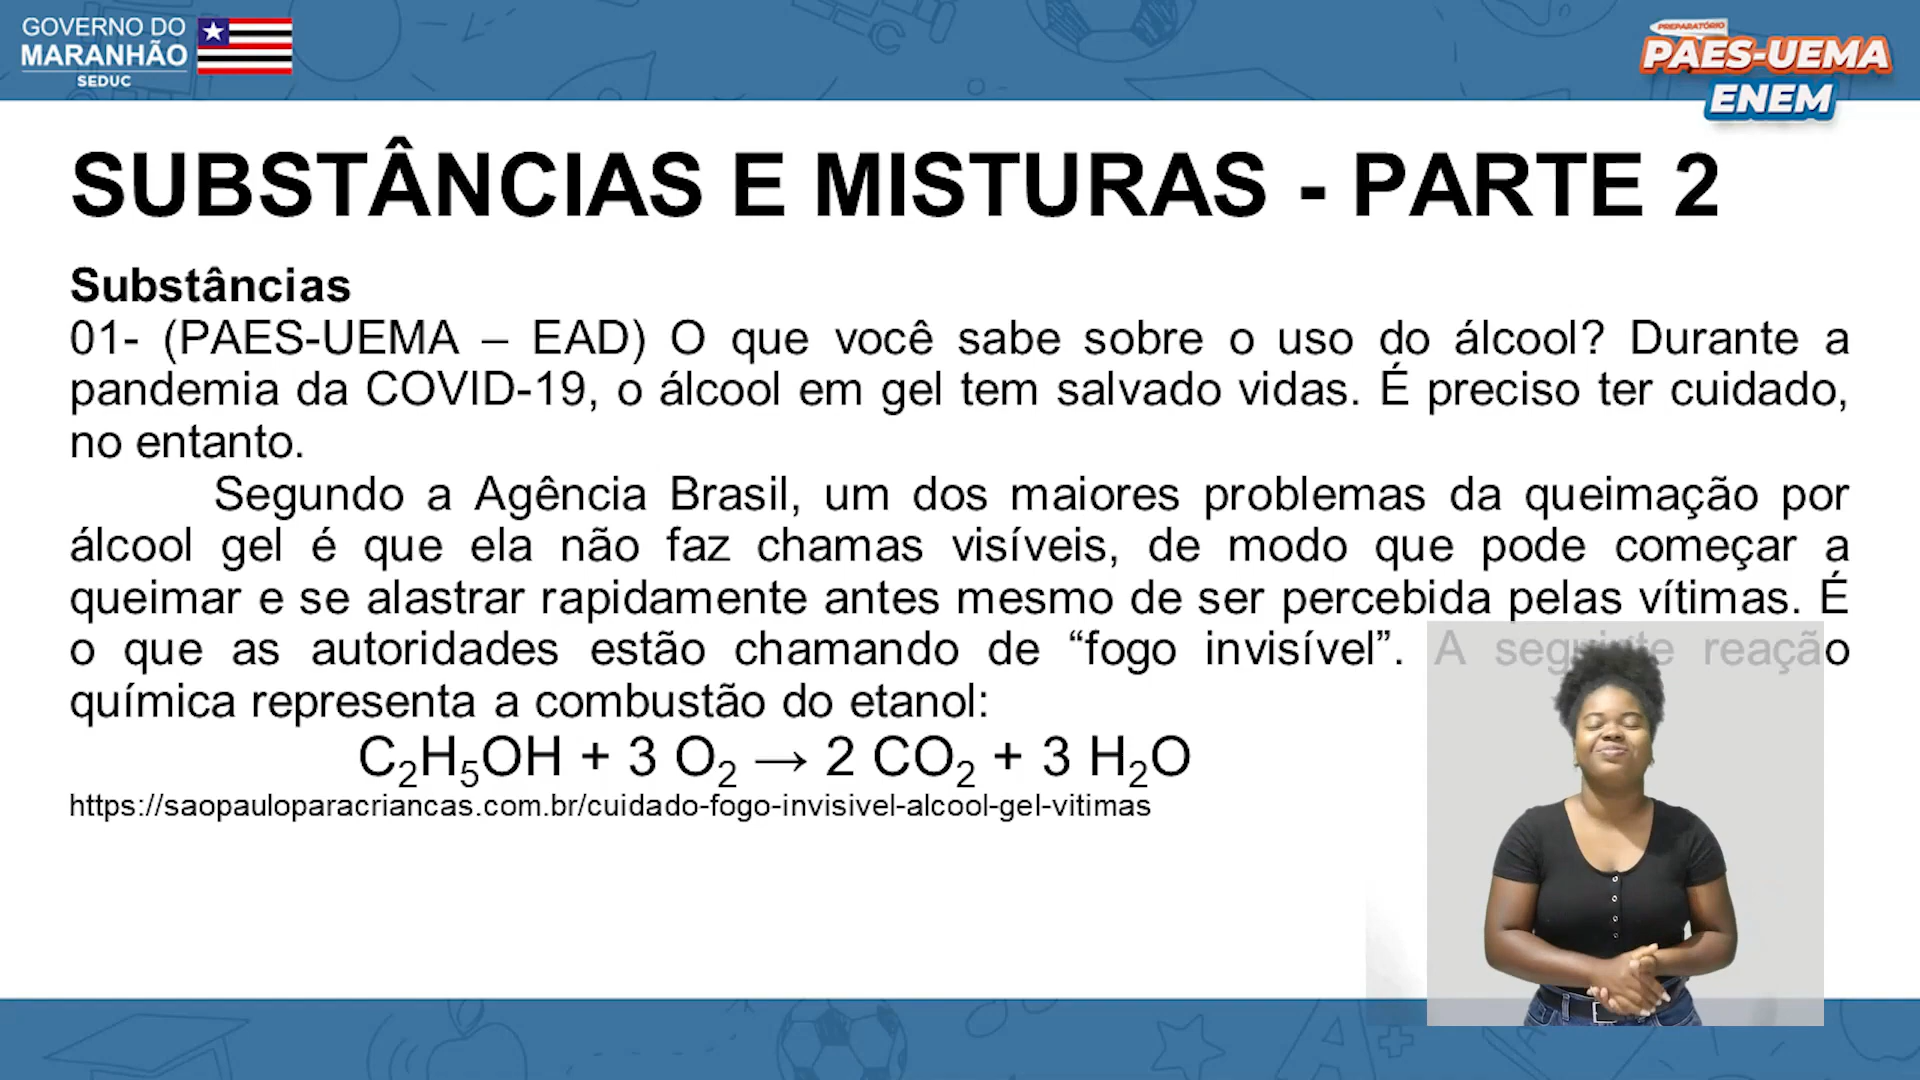 GOVERNO DO
MARANHÃO
SEDUC
PREPARATÓRIO
PAES-UEMA
ENEM
SUBSTÂNCIAS E MISTURAS - PARTE 2
Substâncias
01- (PAES-UEMA – EAD) O que você sabe sobre o uso do álcool? Durante a
pandemia da COVID-19, o álcool em gel tem salvado vidas. É preciso ter cuidado,
no entanto.
Segundo a Agência Brasil, um dos maiores problemas da queimação por
álcool gel é que ela não faz chamas visíveis, de modo que pode começar a
queimar e se alastrar rapidamente antes mesmo de ser percebida pelas vítimas. É
o que as autoridades estão chamando de “fogo invisível”. A seguinte reação
química representa a combustão do etanol:
C₂H₅OH + 3 O₂ → 2 CO₂ + 3 H₂O
https://saopauloparacriancas.com.br/cuidado-fogo-invisivel-alcool-gel-vitimas